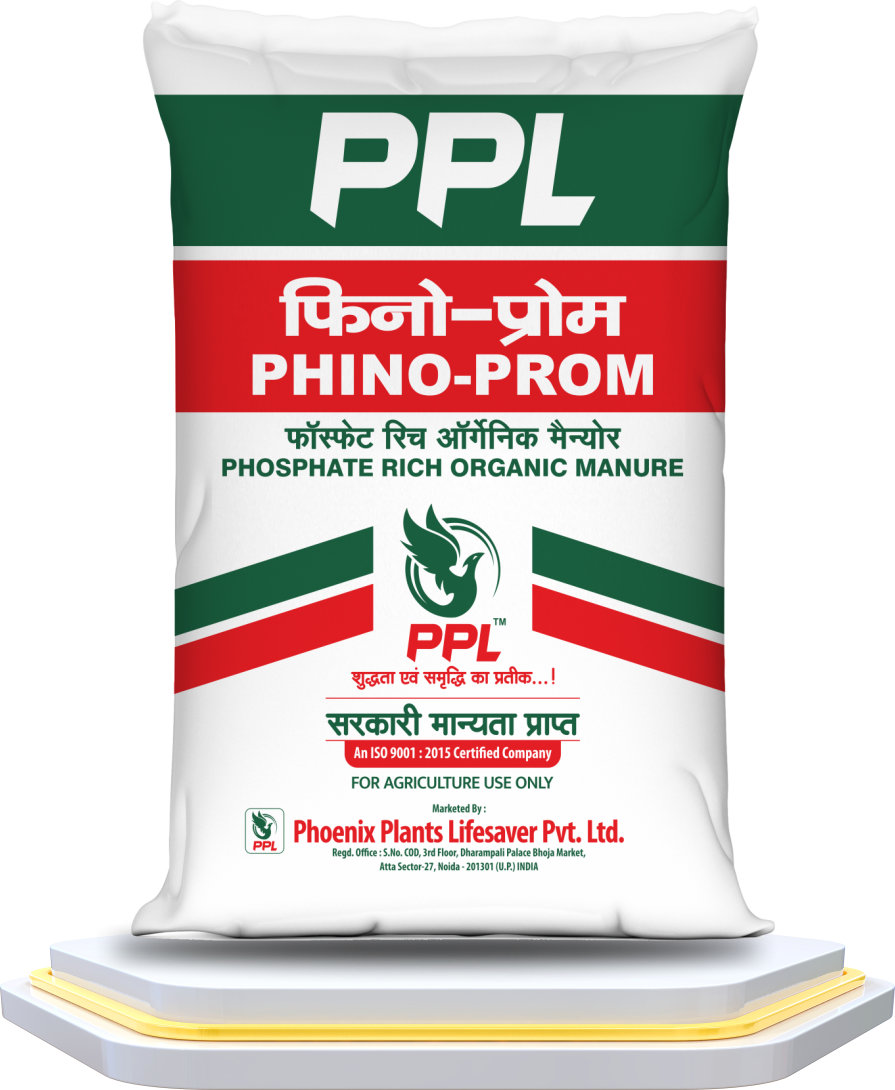 PPL
फिनो-प्रोम
PHINO-PROM
फॉस्फेट रिच ऑर्गेनिक मैन्योर
PHOSPHATE RICH ORGANIC MANURE
PPL™
शुद्धता एवं समृद्धि का प्रतीक...!
सरकारी मान्यता प्राप्त
An ISO 9001 : 2015 Certified Company
FOR AGRICULTURE USE ONLY
Marketed By :
PPL
Phoenix Plants Lifesaver Pvt. Ltd.
Regd. Office : S.No. COD, 3rd Floor, Dharampali Palace Bhoja Market,
Atta Sector-27, Noida - 201301 (U.P.) INDIA